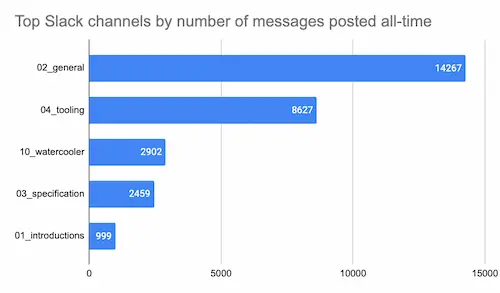 Top Slack channels by number of messages posted all-time
02_general 14267
04_tooling 8627
10_watercooler 2902
03_specification 2459
01_introductions 999
0 5000 10000 15000